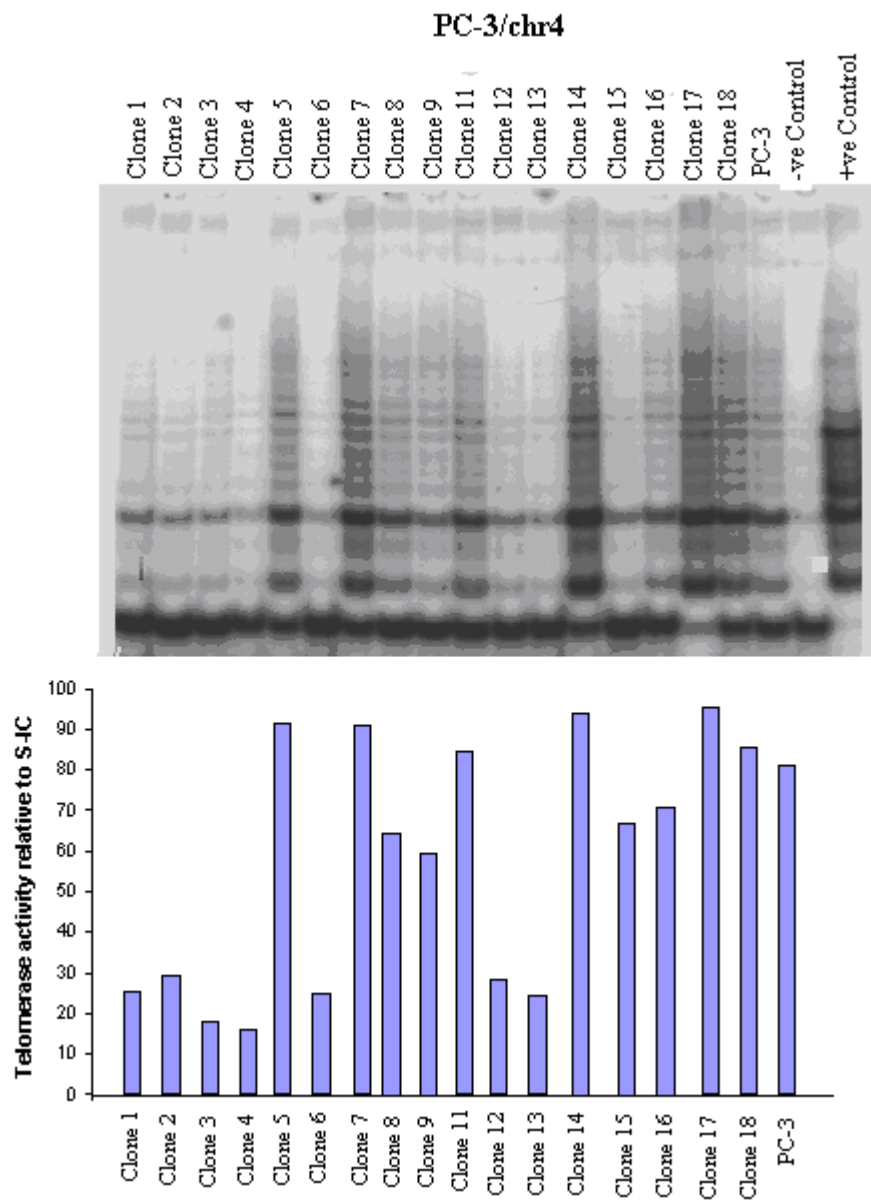 PC-3/chr4
Clone 1
Clone 2
Clone 3
Clone 4
Clone 5
Clone 6
Clone 7
Clone 8
Clone 9
Clone 11
Clone 12
Clone 13
Clone 14
Clone 15
Clone 16
Clone 17
Clone 18
PC-3
-ve Control
+ve Control
Telomerase activity relative to S-IC
100
90
80
70
60
50
40
30
20
10
0
Clone 1
Clone 2
Clone 3
Clone 4
Clone 5
Clone 6
Clone 7
Clone 8
Clone 9
Clone 11
Clone 12
Clone 13
Clone 14
Clone 15
Clone 16
Clone 17
Clone 18
PC-3